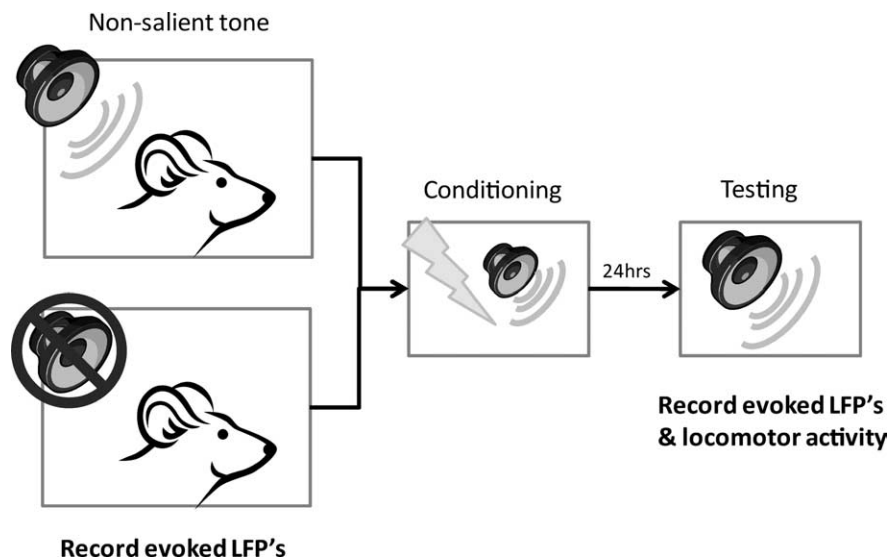 Non-salient tone
Conditioning
Testing
24hrs
Record evoked LFP's
& locomotor activity
Record evoked LFP's